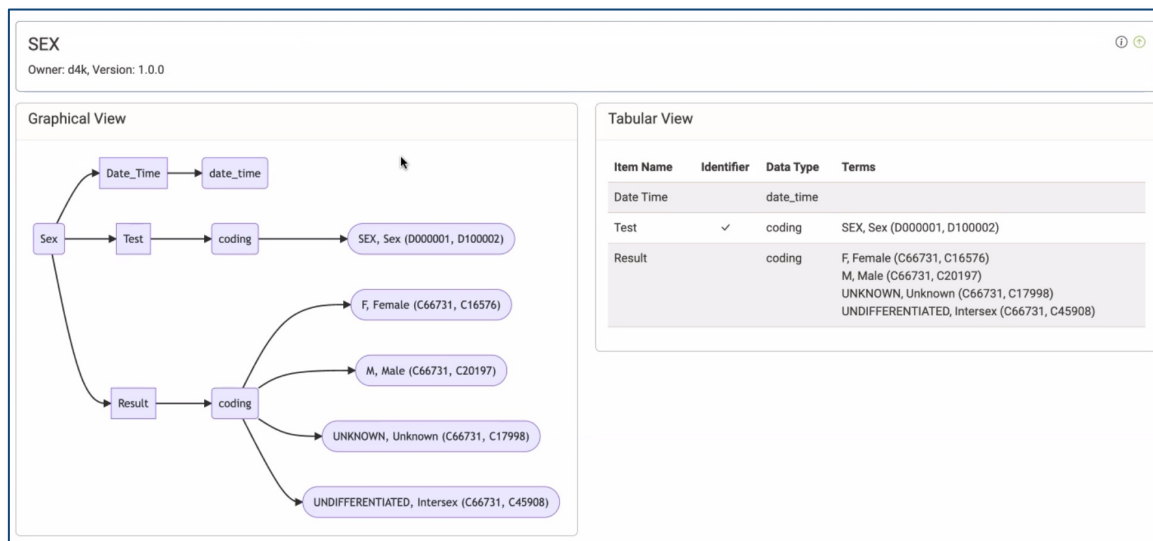 SEX
Owner: d4k, Version: 1.0.0
Graphical View
Date_Time
date_time
Sex
Test
coding
SEX, Sex (D000001, D100002)
F, Female (C66731, C16576)
M, Male (C66731, C20197)
Result
coding
UNKNOWN, Unknown (C66731, C17998)
UNDIFFERENTIATED, Intersex (C66731, C45908)
Tabular View
Item Name Identifier Data Type Terms
Date Time date_time
Test ✓ coding SEX, Sex (D000001, D100002)
Result coding F, Female (C66731, C16576)
M, Male (C66731, C20197)
UNKNOWN, Unknown (C66731, C17998)
UNDIFFERENTIATED, Intersex (C66731, C45908)